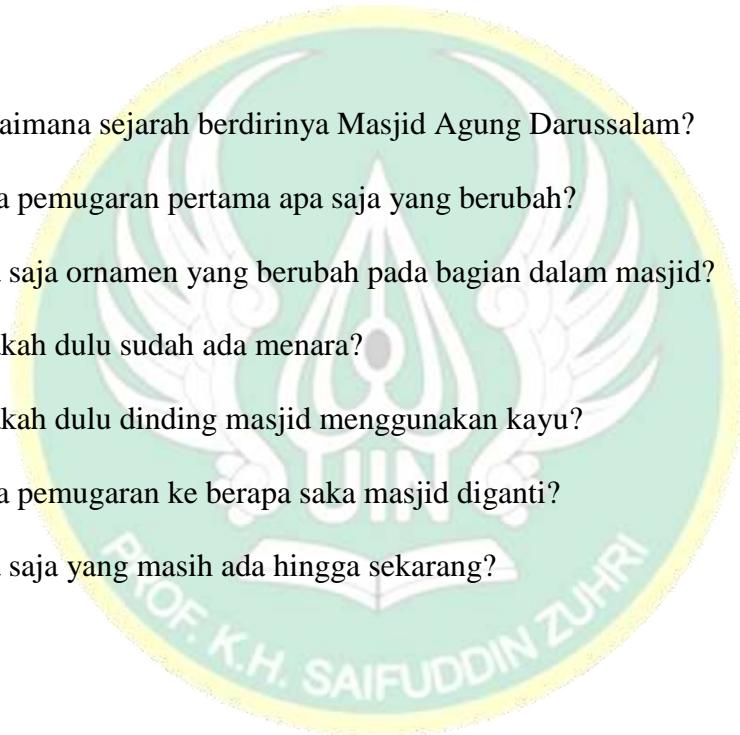 aimana sejarah berdirinya Masjid Agung Darussalam?
a pemugaran pertama apa saja yang berubah?
saja ornamen yang berubah pada bagian dalam masjid?
kah dulu sudah ada menara?
kah dulu dinding masjid menggunakan kayu?
a pemugaran ke berapa saka masjid diganti?
saja yang masih ada hingga sekarang?
UIN
PROF. K.H. SAIFUDDIN ZUHRI